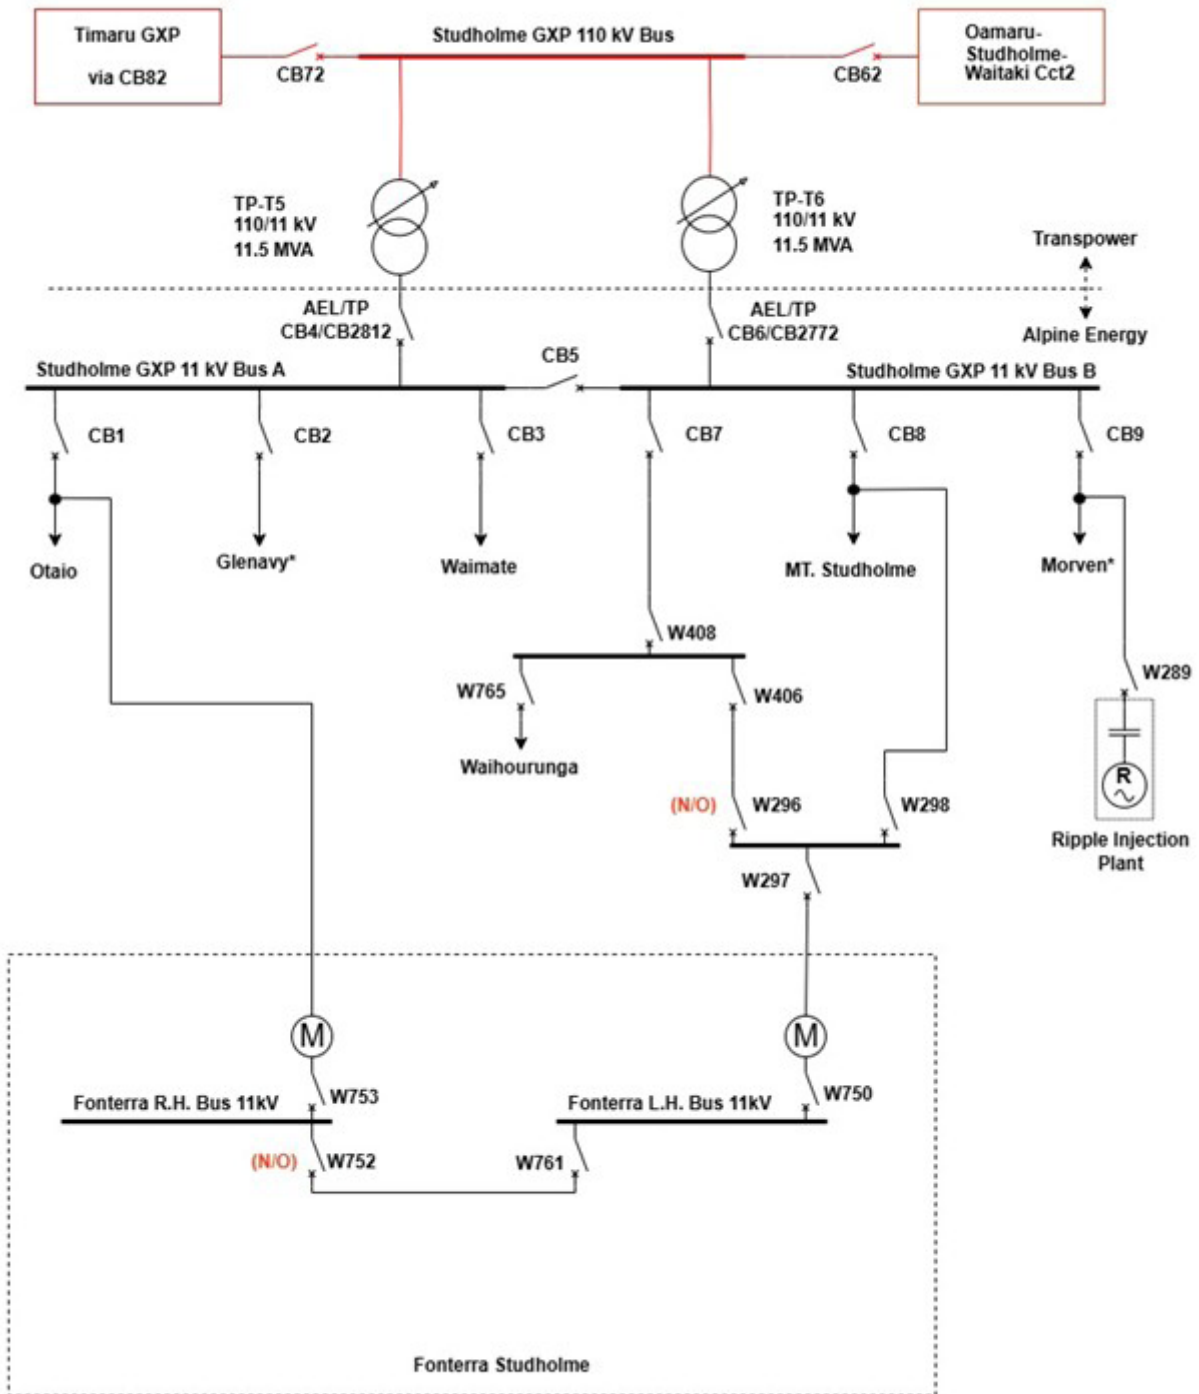 Timaru GXP
via CB82
CB72
Studholme GXP 110 kV Bus
CB62
Oamaru-
Studholme-
Waitaki Cct2
TP-T5
110/11 kV
11.5 MVA
TP-T6
110/11 kV
11.5 MVA
Transpower
Alpine Energy
AEL/TP
CB4/CB2812
AEL/TP
CB6/CB2772
Studholme GXP 11 kV Bus A
CB5
Studholme GXP 11 kV Bus B
CB1
CB2
CB3
CB7
CB8
CB9
Otaio
Glenavy*
Waimate
MT. Studholme
Morven*
W408
W765
W406
W289
Waihourunga
(N/O)
W296
W298
R
Ripple Injection
Plant
W297
M
M
W753
W750
Fonterra R.H. Bus 11kV
Fonterra L.H. Bus 11kV
(N/O)
W752
W761
Fonterra Studholme